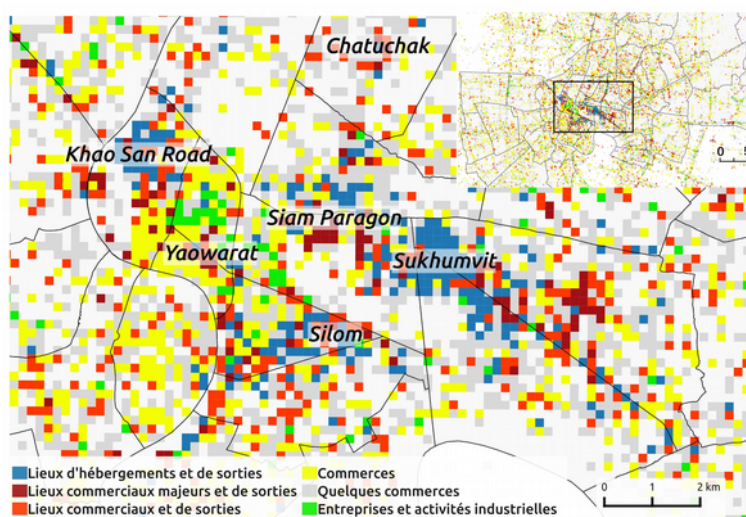 Chatuchak
0 5
Khao San Road
Siam Paragon
Yaowarat
Sukhumvit
Silom
Lieux d'hébergements et de sorties
Commerces
Lieux commerciaux majeurs et de sorties
Quelques commerces
Lieux commerciaux et de sorties
Entreprises et activités industrielles
0 1 2 km